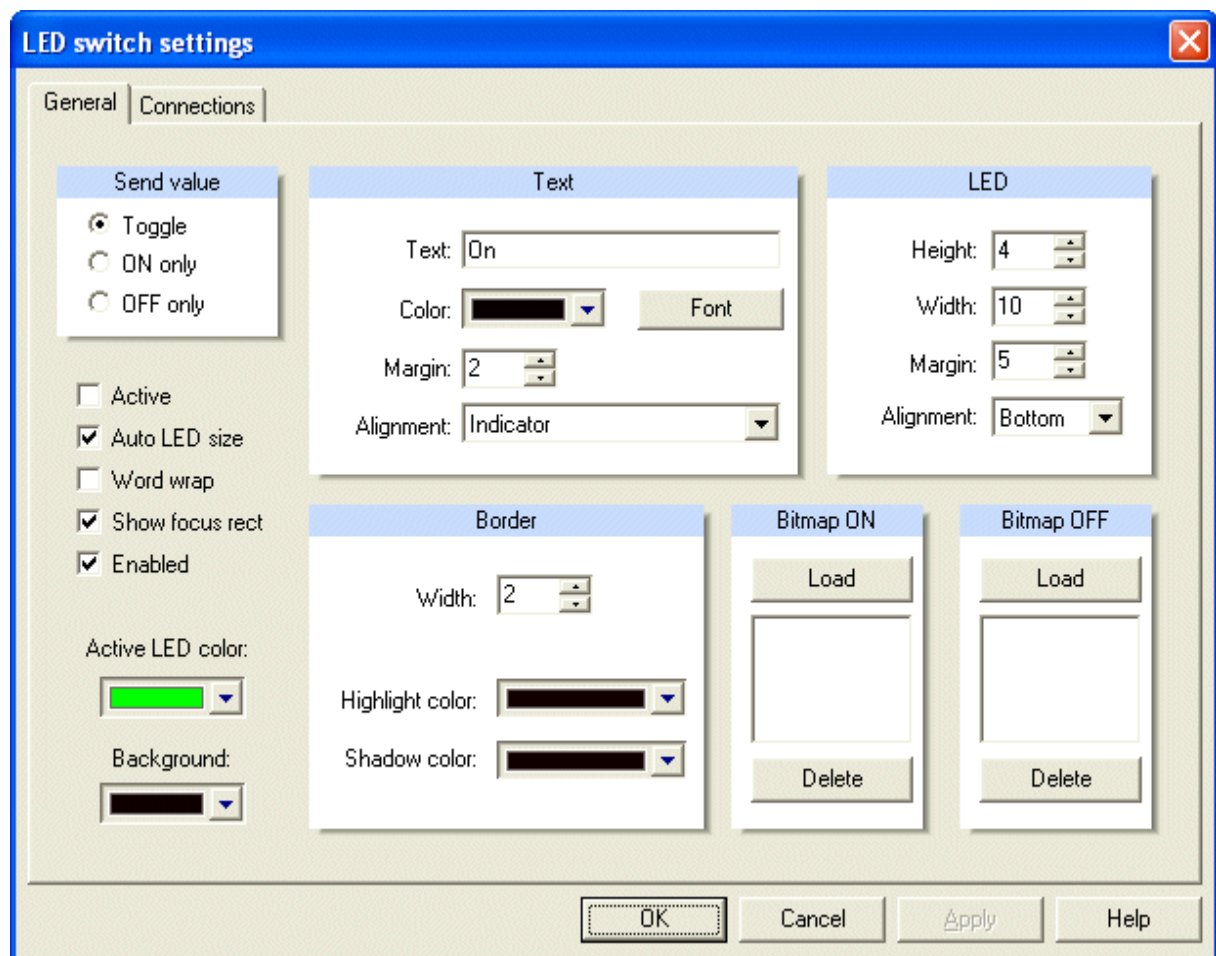 LED switch settings
General Connections
Send value
Toggle
ON only
OFF only
Active
Auto LED size
Word wrap
Show focus rect
Enabled
Active LED color:
Background:
Text
Text: On
Color: Font
Margin: 2
Alignment: Indicator
LED
Height: 4
Width: 10
Margin: 5
Alignment: Bottom
Border
Width: 2
Highlight color:
Shadow color:
Bitmap ON
Load
Delete
Bitmap OFF
Load
Delete
OK Cancel Apply Help